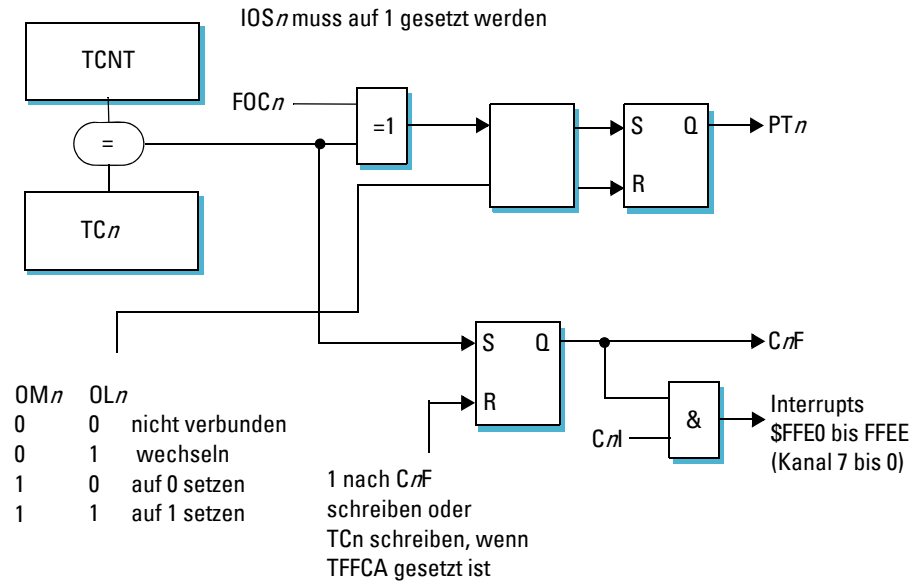 IOSn muss auf 1 gesetzt werden
TCNT
FOCn
=1
=
S Q
R
PTn
TCn
S Q
R
CnF
OMn OLn
0 0 nicht verbunden
0 1 wechseln
1 0 auf 0 setzen
1 1 auf 1 setzen
1 nach CnF
schreiben oder
TCn schreiben, wenn
TFFCA gesetzt ist
CnI
&
Interrupts
$FFE0 bis FFEE
(Kanal 7 bis 0)